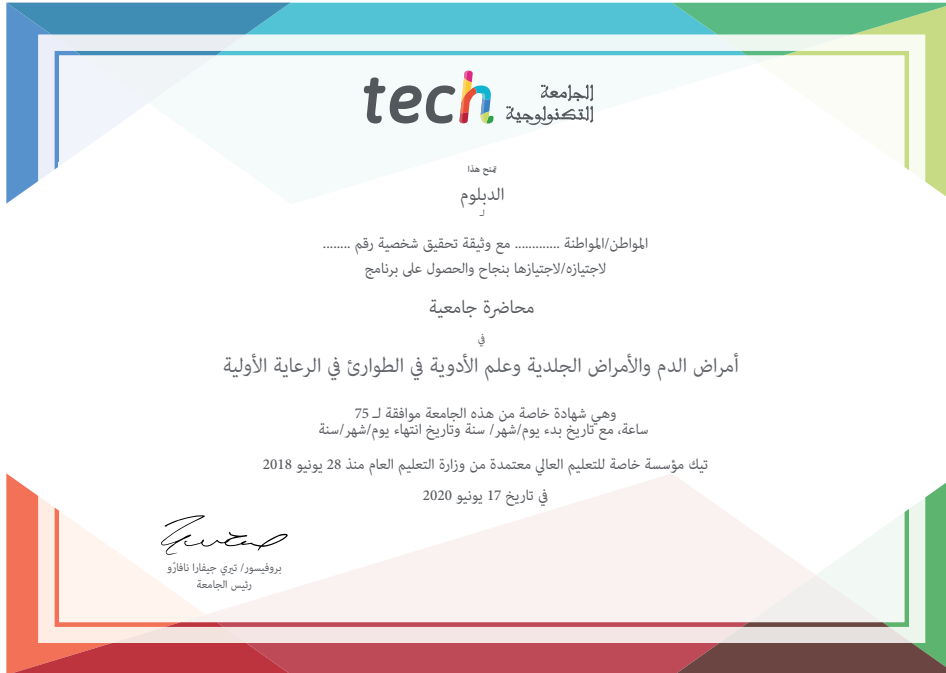 tech الجامعة
التكنولوجية
تمنح هذا
الدبلوم
لـ
المواطن/المواطنة ............. مع وثيقة تحقيق شخصية رقم ........
لاجتيازه/لاجتيازها بنجاح والحصول على برنامج
محاضرة جامعية
في
أمراض الدم والأمراض الجلدية وعلم الأدوية في الطوارئ في الرعاية الأولية
وهي شهادة خاصة من هذه الجامعة موافقة لـ 75
ساعة، مع تاريخ بدء يوم/شهر/ سنة وتاريخ انتهاء يوم/شهر/سنة
تيك مؤسسة خاصة للتعليم العالي معتمدة من وزارة التعليم العام منذ 28 يونيو 2018
في تاريخ 17 يونيو 2020
بروفيسور/ تيري جيفارا نافارّو
رئيس الجامعة